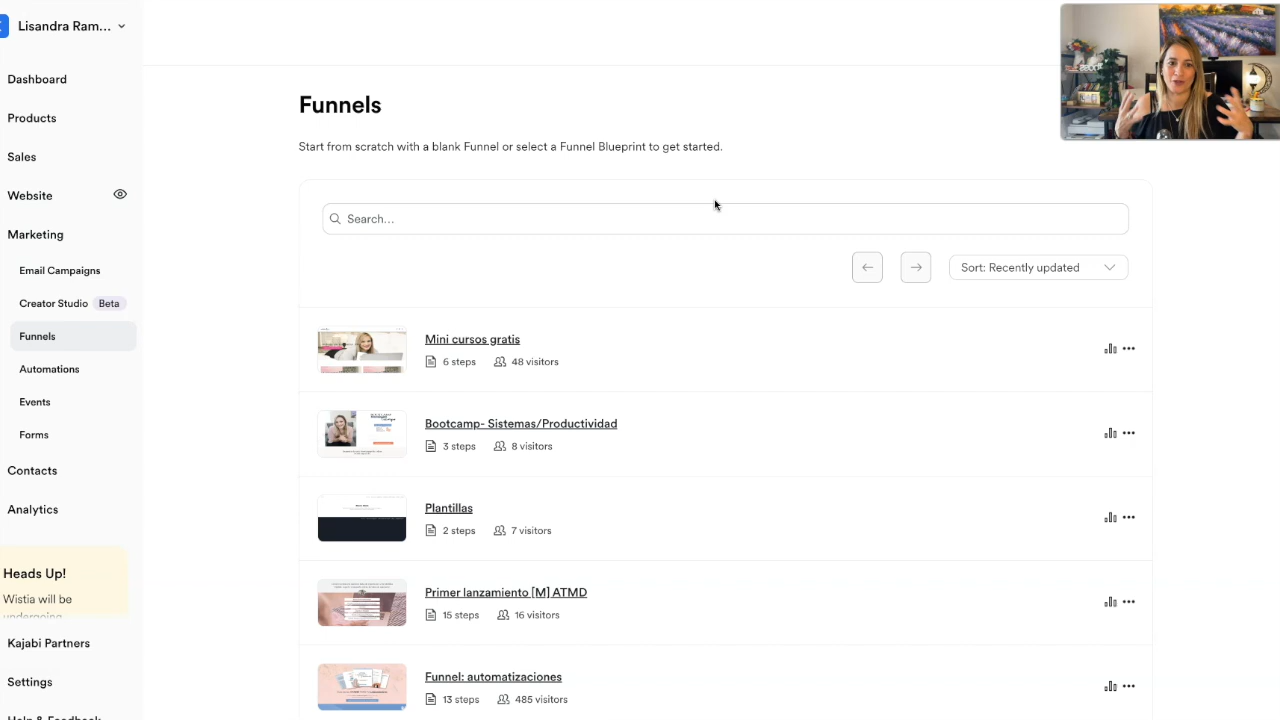 Lisandra Ram...
Dashboard
Products
Sales
Website
Marketing
Email Campaigns
Creator Studio Beta
Funnels
Automations
Events
Forms
Contacts
Analytics
Heads Up!
Wistia will be
undergoing
Kajabi Partners
Settings
Help & Feedback
Funnels
Start from scratch with a blank Funnel or select a Funnel Blueprint to get started.
Search...
Sort: Recently updated
Mini cursos gratis
6 steps 48 visitors
Bootcamp- Sistemas/Productividad
3 steps 8 visitors
Plantillas
2 steps 7 visitors
Primer lanzamiento [M] ATMD
15 steps 16 visitors
Funnel: automatizaciones
13 steps 485 visitors